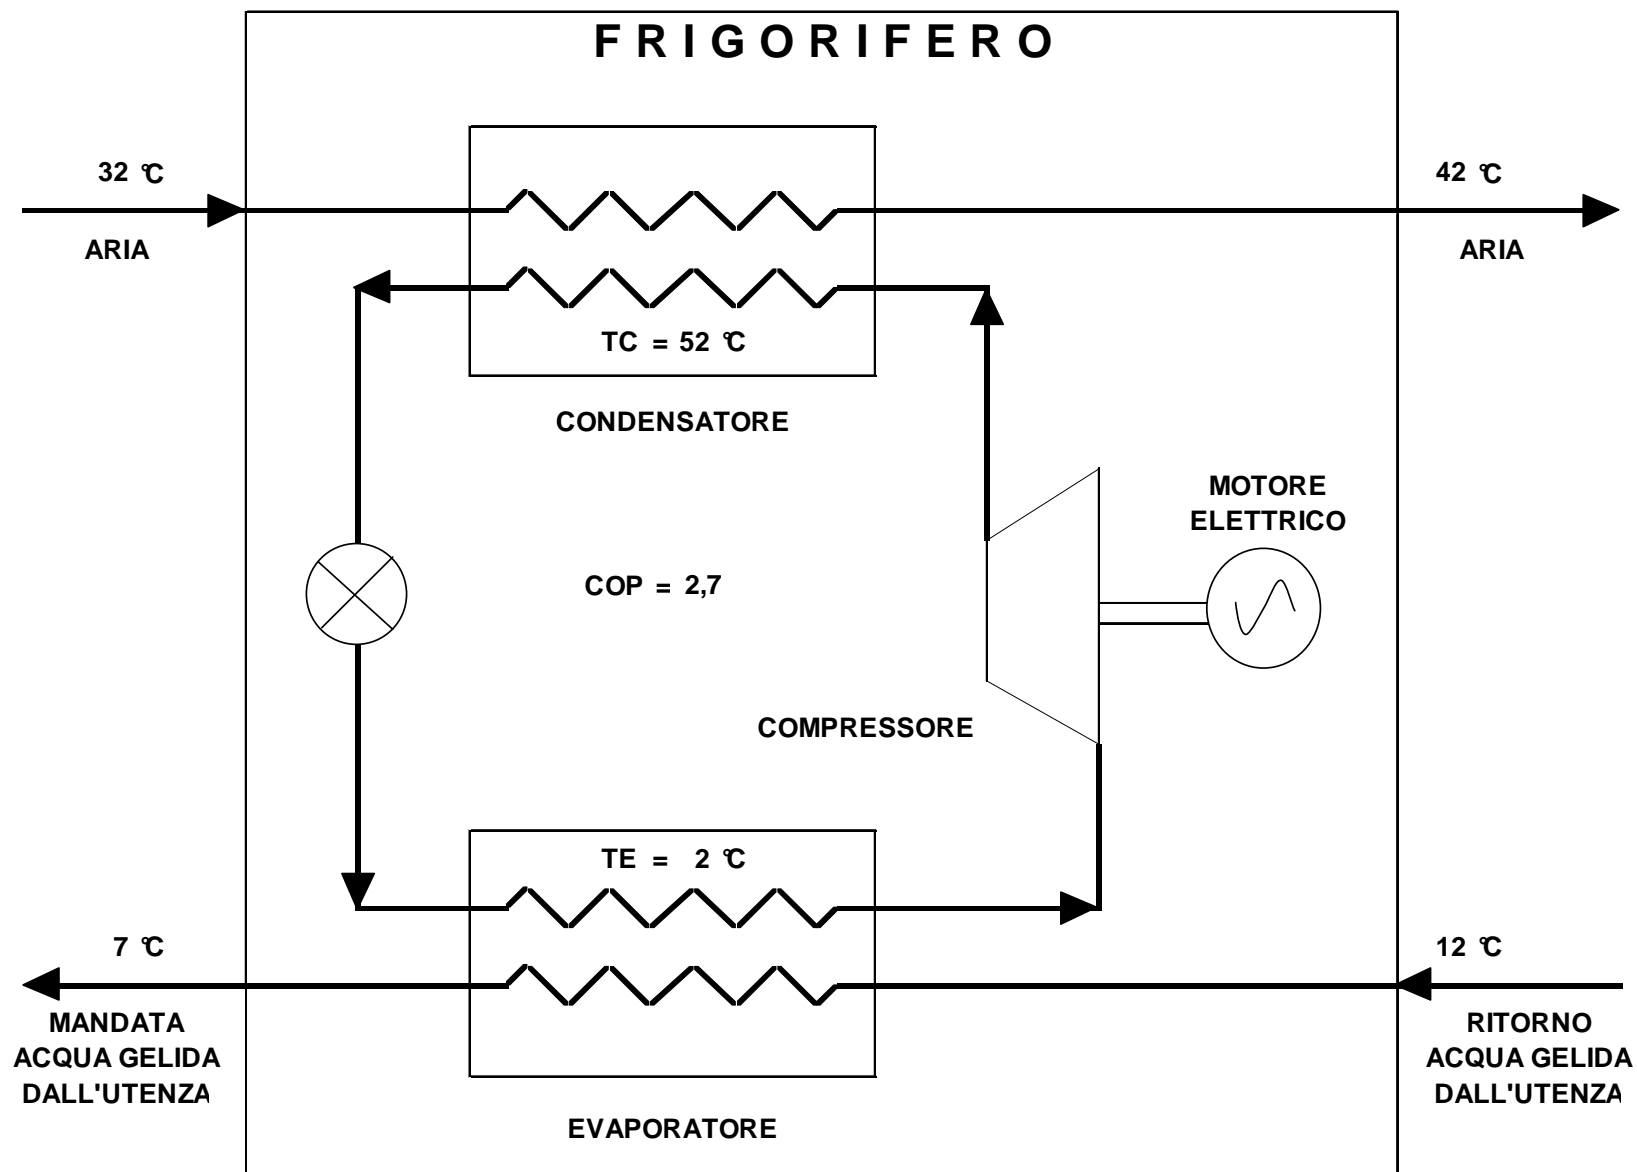 F R I G O R I F E R O
32 °C
42 °C
ARIA
ARIA
TC = 52 °C
CONDENSATORE
MOTORE
ELETTRICO
COP = 2,7
COMPRESSORE
TE = 2 °C
7 °C
12 °C
MANDATA
ACQUA GELIDA
DALL'UTENZA
RITORNO
ACQUA GELIDA
DALL'UTENZA
EVAPORATORE